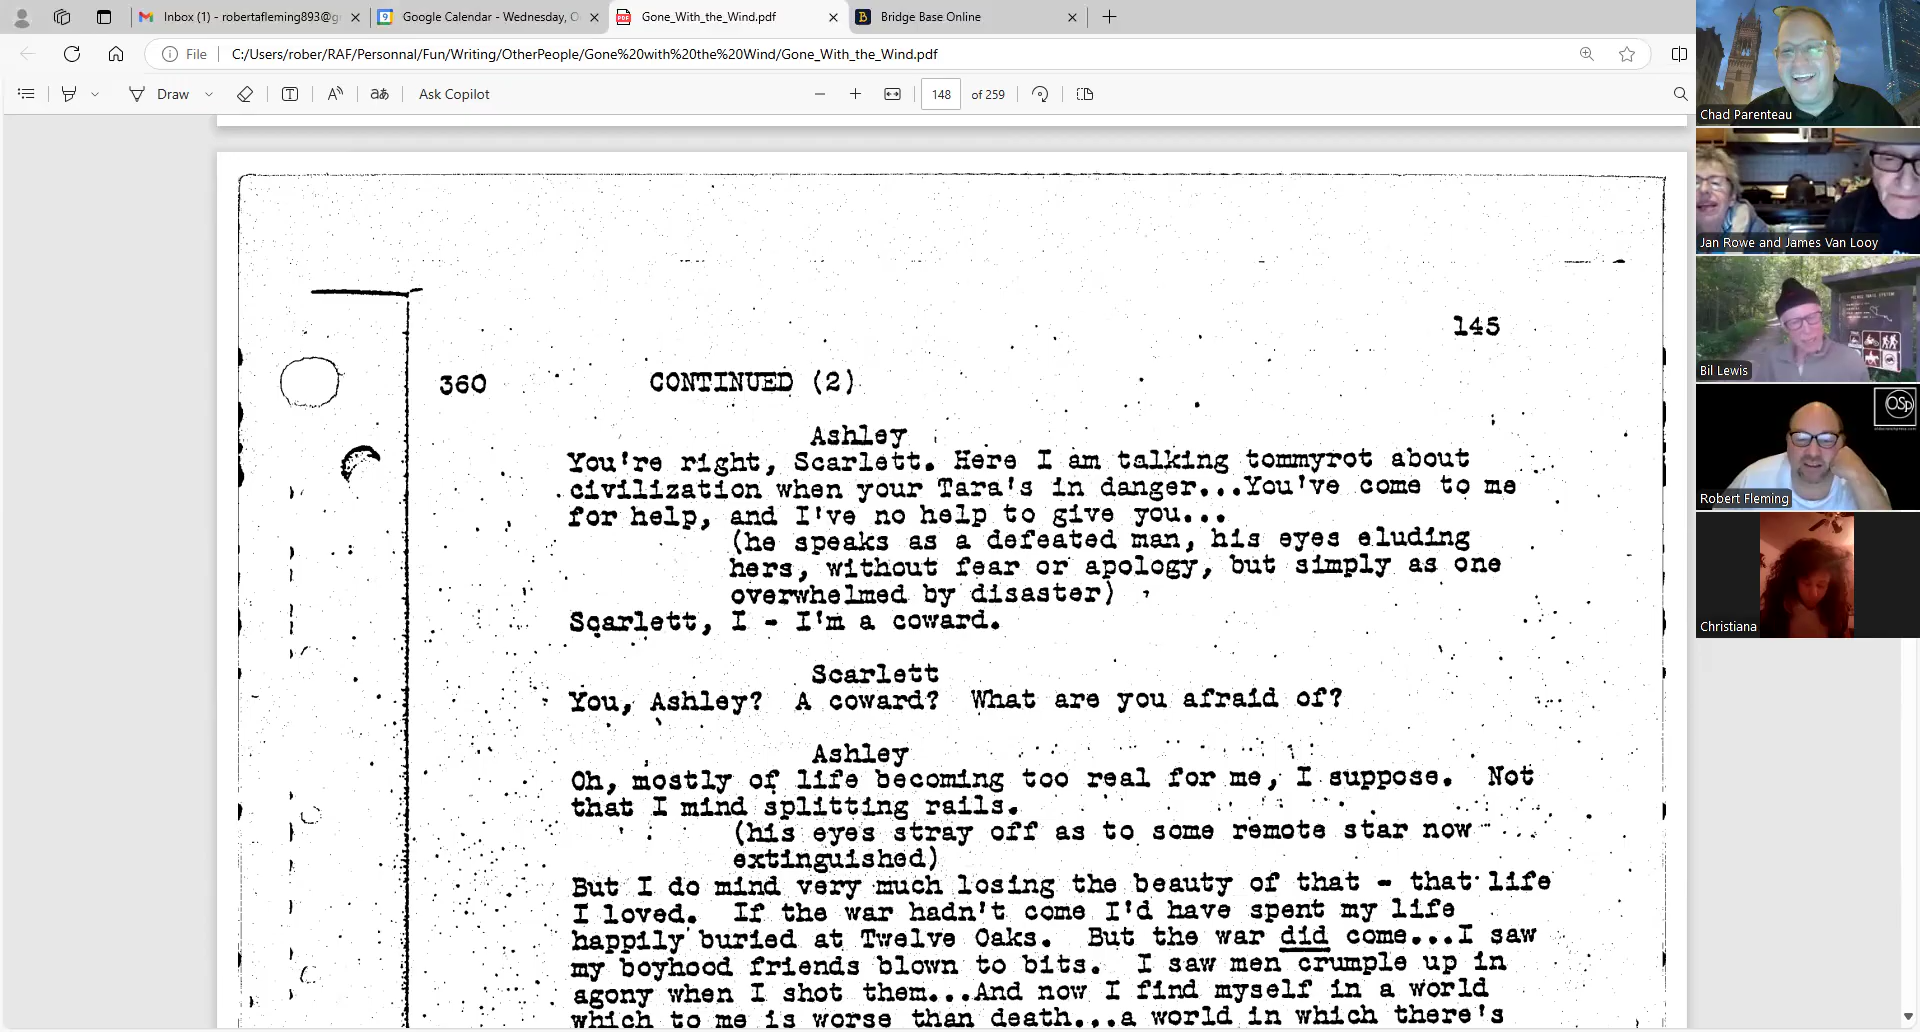 Inbox (1) - robertafleming893@g
Google Calendar - Wednesday, O
Gone_With_the_Wind.pdf
Bridge Base Online
File
C:/Users/rober/RAF/Personnal/Fun/Writing/OtherPeople/Gone%20with%20the%20Wind/Gone_With_the_Wind.pdf
Draw
Ask Copilot
148 of 259
145
360 CONTINUED (2)
Ashley
You're right, Scarlett. Here I am talking tommyrot about
civilization when your Tara's in danger...You've come to me
for help, and I've no help to give you...
(he speaks as a defeated man, his eyes eluding
hers, without fear or apology, but simply as one
overwhelmed by disaster)
Scarlett, I - I'm a coward.
Scarlett
You, Ashley? A coward? What are you afraid of?
Ashley
Oh, mostly of life becoming too real for me, I suppose. Not
that I mind splitting rails.
(his eyes stray off as to some remote star now
extinguished)
But I do mind very much losing the beauty of that - that life
I loved. If the war hadn't come I'd have spent my life
happily buried at Twelve Oaks. But the war did come...I saw
my boyhood friends blown to bits. I saw men crumple up in
agony when I shot them...And now I find myself in a world
which to me is worse than death...a world in which there's
Chad Parenteau
Jan Rowe and James Van Looy
Bil Lewis
OSP
Robert Fleming
Christiana